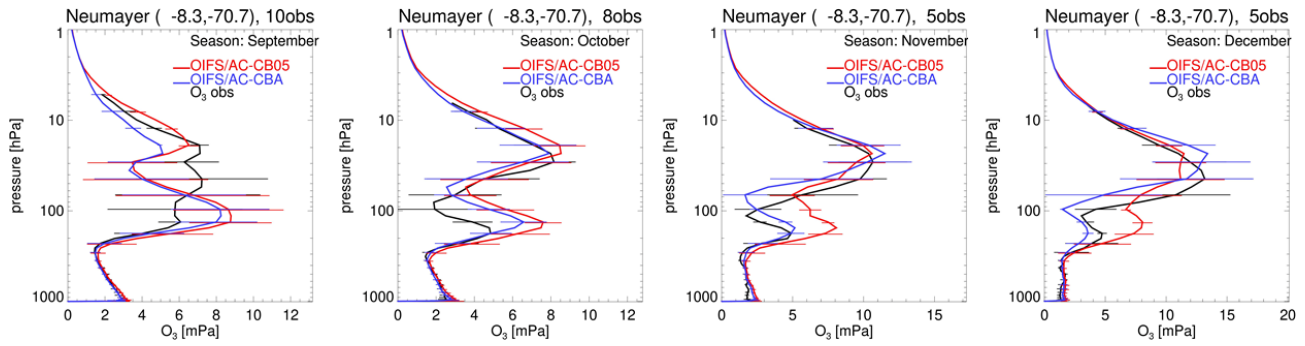 Neumayer ( -8.3,-70.7), 10obs
1
10
100
1000
pressure [hPa]
Season: September
OIFS/AC-CB05
OIFS/AC-CBA
O₃ obs
0 2 4 6 8 10 12
O₃ [mPa]
Neumayer ( -8.3,-70.7), 8obs
1
10
100
1000
pressure [hPa]
Season: October
OIFS/AC-CB05
OIFS/AC-CBA
O₃ obs
0 2 4 6 8 10 12
O₃ [mPa]
Neumayer ( -8.3,-70.7), 5obs
1
10
100
1000
pressure [hPa]
Season: November
OIFS/AC-CB05
OIFS/AC-CBA
O₃ obs
0 5 10 15
O₃ [mPa]
Neumayer ( -8.3,-70.7), 5obs
1
10
100
1000
pressure [hPa]
Season: December
OIFS/AC-CB05
OIFS/AC-CBA
O₃ obs
0 5 10 15 20
O₃ [mPa]